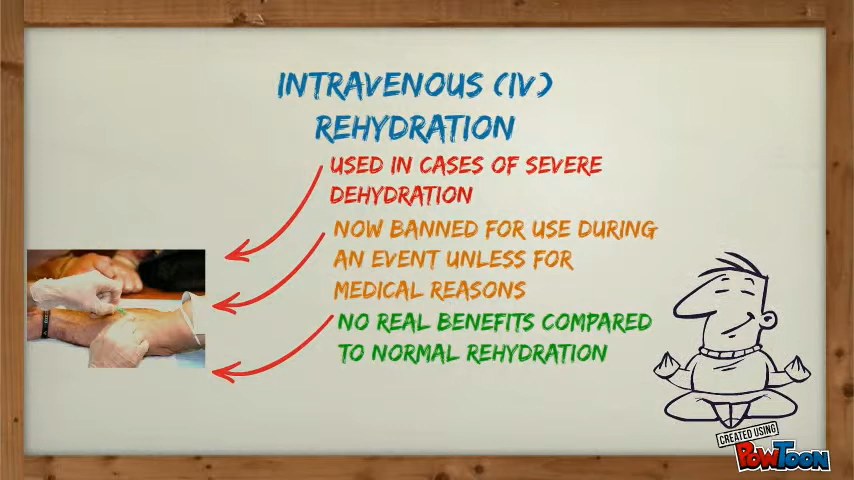 INTRAVENOUS (IV)
REHYDRATION
USED IN CASES OF SEVERE
DEHYDRATION
NOW BANNED FOR USE DURING
AN EVENT UNLESS FOR
MEDICAL REASONS
NO REAL BENEFITS COMPARED
TO NORMAL REHYDRATION
CREATED USING
POWTOON